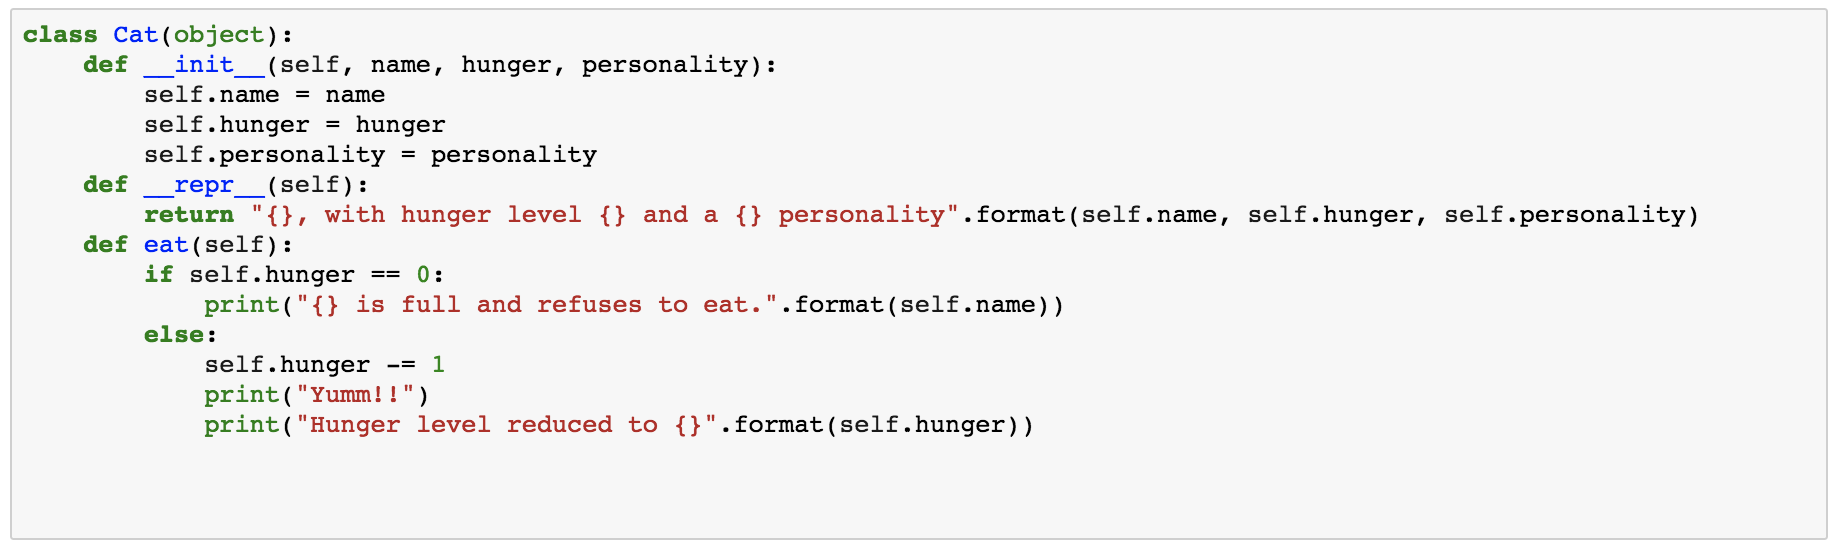 class Cat(object):
    def __init__(self, name, hunger, personality):
        self.name = name
        self.hunger = hunger
        self.personality = personality
    def __repr__(self):
        return "{}, with hunger level {} and a {} personality".format(self.name, self.hunger, self.personality)
    def eat(self):
        if self.hunger == 0:
            print("{} is full and refuses to eat.".format(self.name))
        else:
            self.hunger -= 1
            print("Yumm!!")
            print("Hunger level reduced to {}".format(self.hunger))